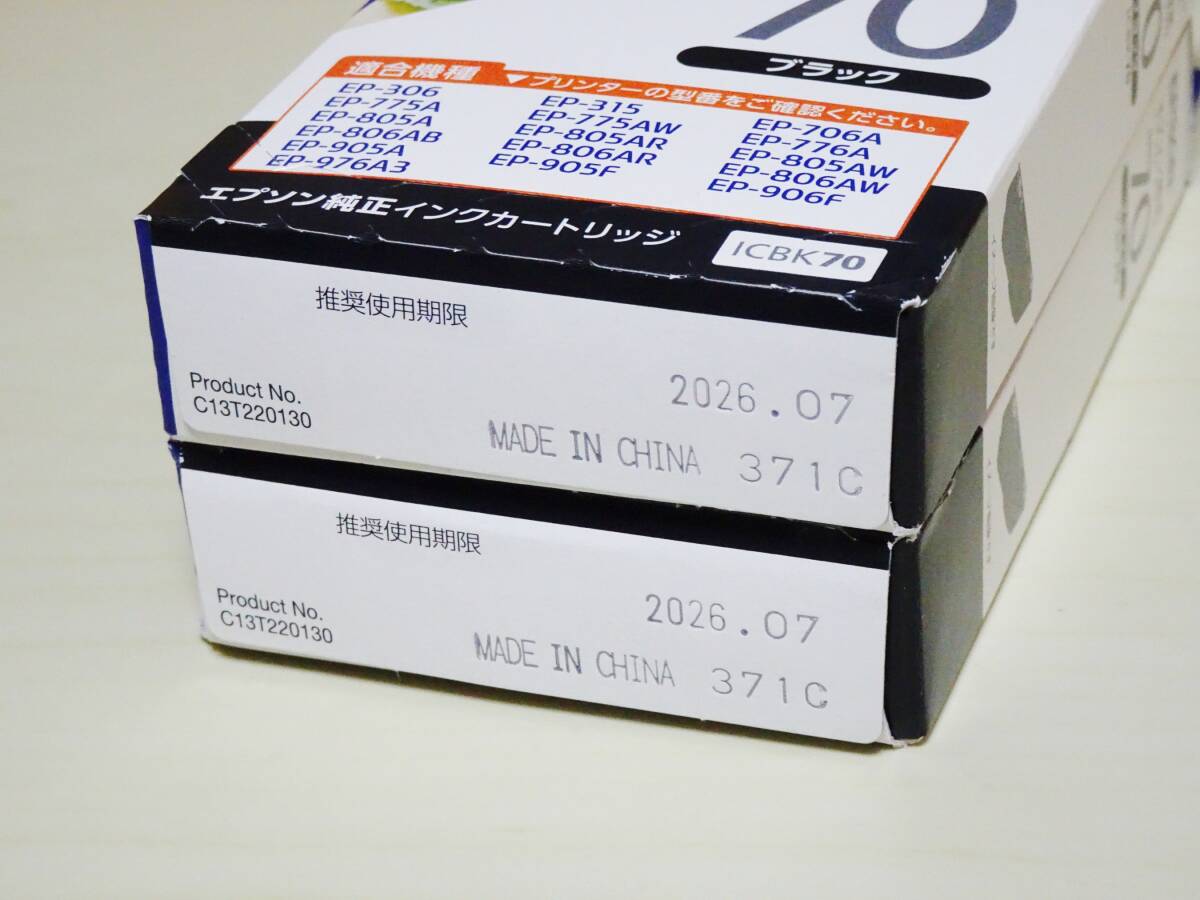 70
ブラック
適合機種 ▼プリンターの型番をご確認ください。
EP-306 EP-315 EP-706A
EP-775A EP-775AW EP-776A
EP-805A EP-805AR EP-805AW
EP-806AB EP-806AR EP-806AW
EP-905A EP-905F EP-906F
EP-976A3
エプソン純正インクカートリッジ ICBK70
推奨使用期限
2026.07
Product No.
C13T220130
MADE IN CHINA 371C
推奨使用期限
2026.07
Product No.
C13T220130
MADE IN CHINA 371C